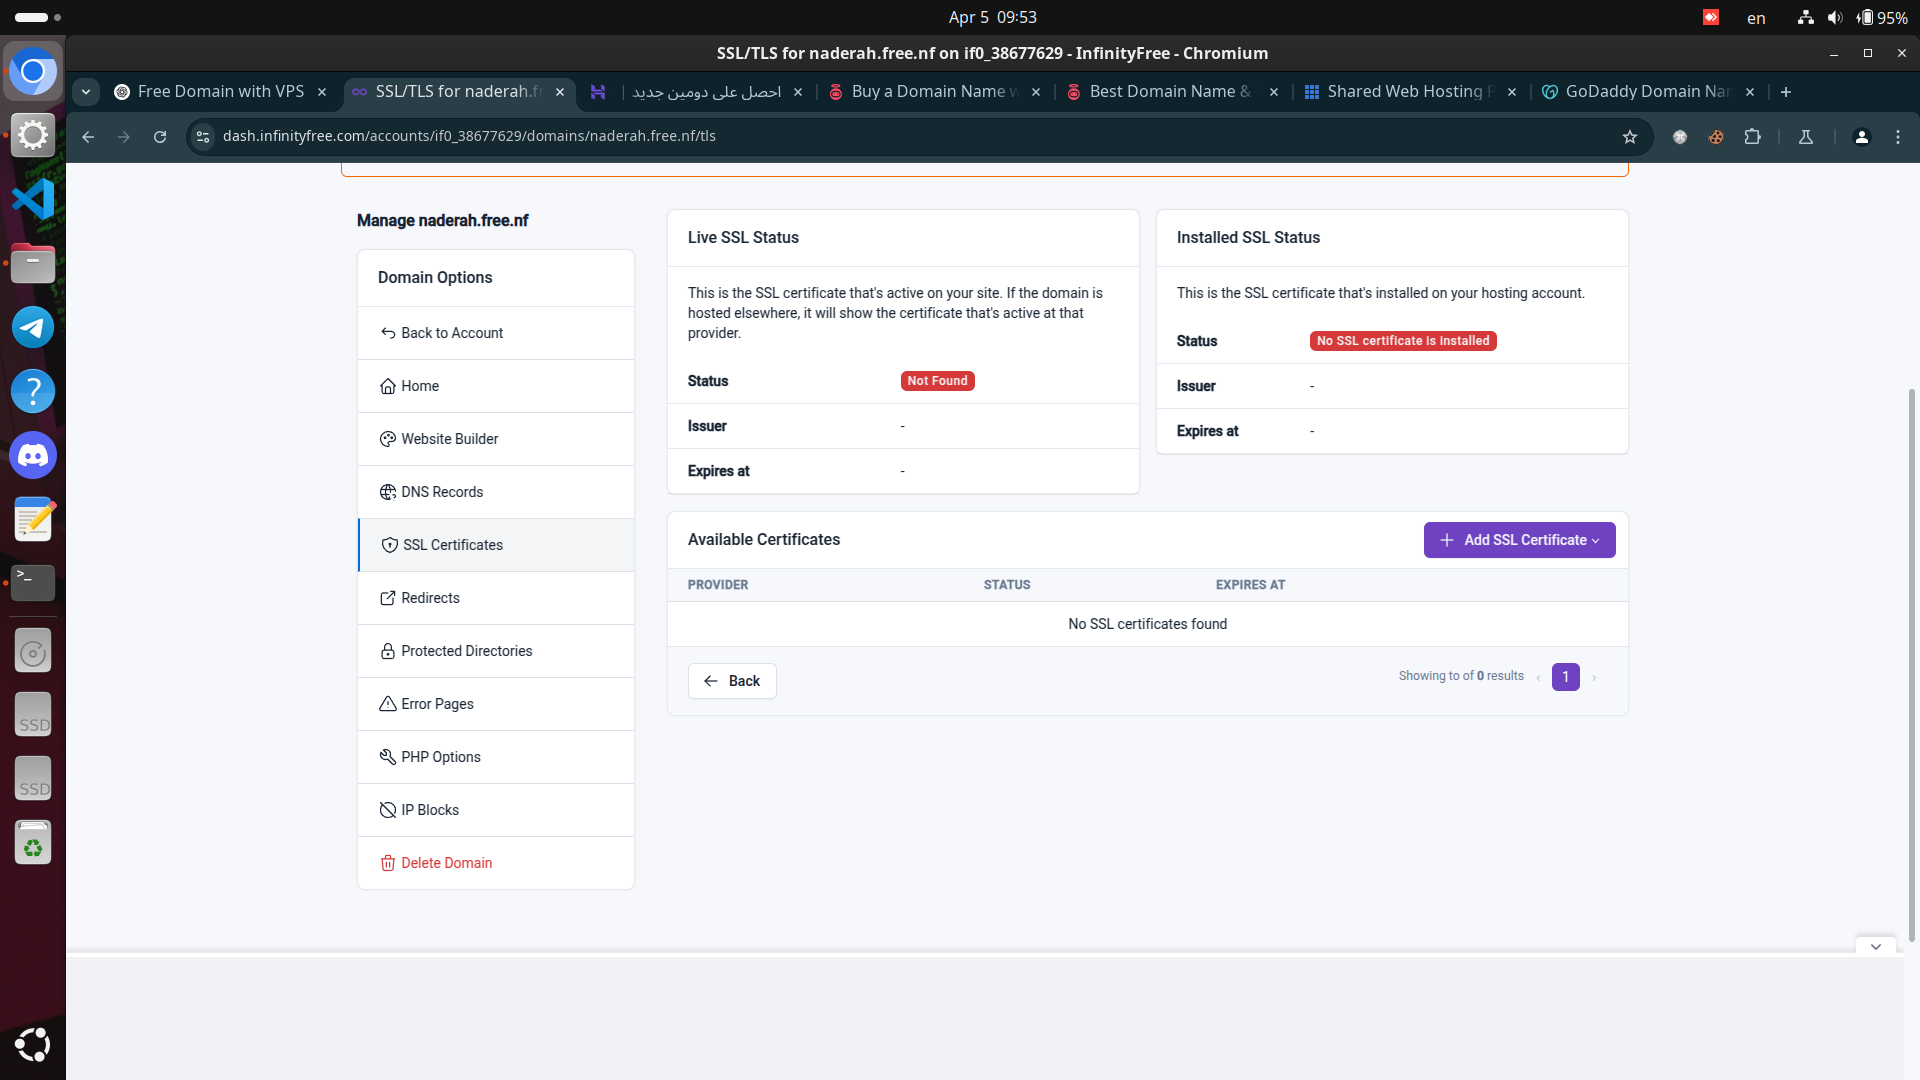 Apr 5 09:53
en
95%
SSL/TLS for naderah.free.nf on if0_38677629 - InfinityFree - Chromium
Free Domain with VPS
SSL/TLS for naderah.f
احصل على دومين جديد
Buy a Domain Name w
Best Domain Name &
Shared Web Hosting P
GoDaddy Domain Na
dash.infinityfree.com/accounts/if0_38677629/domains/naderah.free.nf/tls
Manage naderah.free.nf
Domain Options
Back to Account
Home
Website Builder
DNS Records
SSL Certificates
Redirects
Protected Directories
Error Pages
PHP Options
IP Blocks
Delete Domain
Live SSL Status
This is the SSL certificate that's active on your site. If the domain is
hosted elsewhere, it will show the certificate that's active at that
provider.
Status Not Found
Issuer -
Expires at -
Installed SSL Status
This is the SSL certificate that's installed on your hosting account.
Status No SSL certificate is installed
Issuer -
Expires at -
Available Certificates
Add SSL Certificate
PROVIDER STATUS EXPIRES AT
No SSL certificates found
Back
Showing to of 0 results
1
SSD
SSD